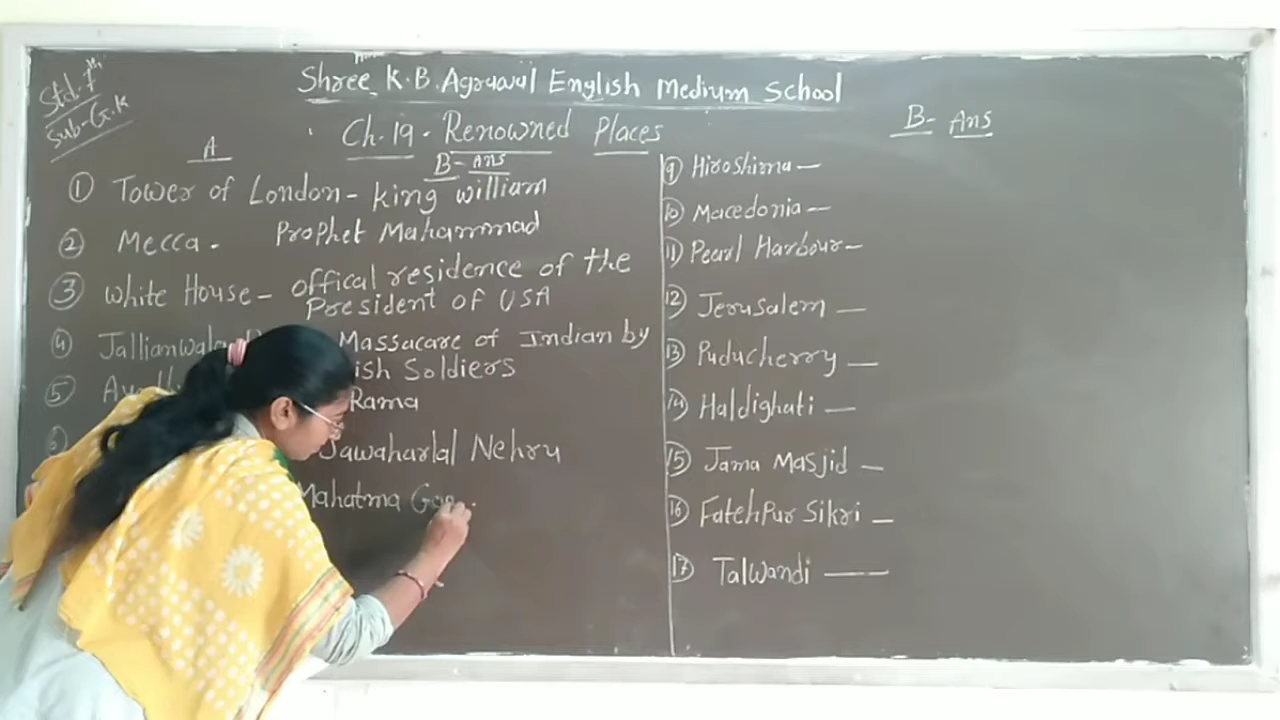 Std. 7th
Sub-G.K
Shree K.B. Agrawal English Medium School
Ch.19. Renowned Places
A
B- Ans
① Tower of London - king william
② Mecca. Prophet Mahammad
③ White House - offical residence of the
President of USA
④ Jallianwala Massacare of Indian by
⑤ ish Soldiers
Rama
⑥ Jawaharlal Nehru
Mahatma Gan
B- Ans
⑨ Hiroshima —
⑩ Macedonia —
⑪ Pearl Harbour —
⑫ Jerusalem —
⑬ Puducherry —
⑭ Haldighati —
⑮ Jama Masjid —
⑯ Fatehpur Sikri —
⑰ Talwandi —